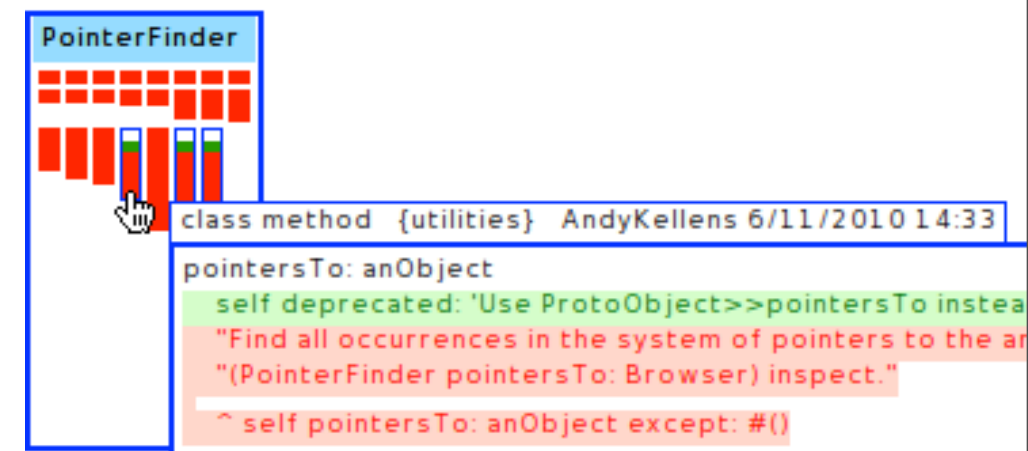 PointerFinder
class method {utilities} AndyKellens 6/11/2010 14:33
pointersTo: anObject
self deprecated: 'Use ProtoObject>>pointersTo instea
"Find all occurrences in the system of pointers to the ar
"(PointerFinder pointersTo: Browser) inspect."
^ self pointersTo: anObject except: #()